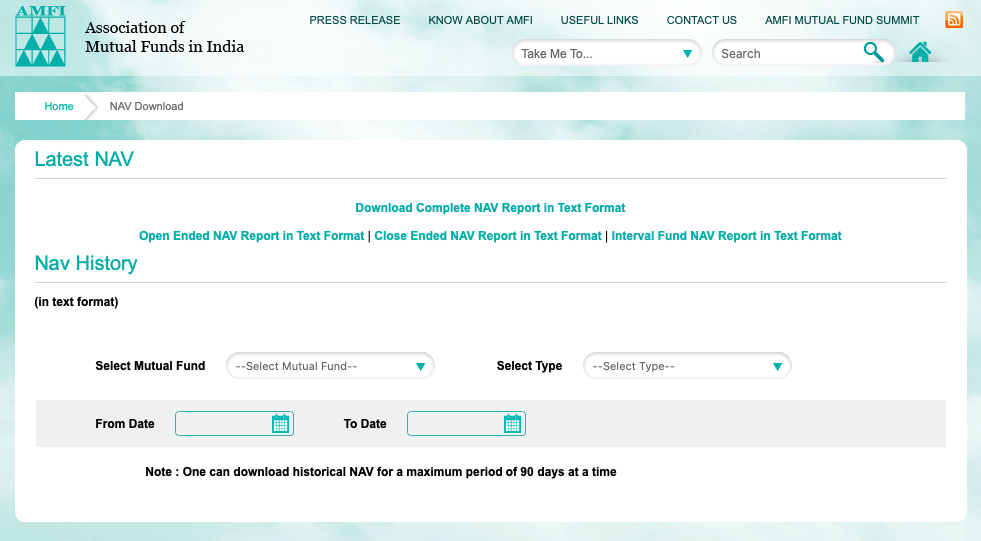 AMFI
Association of
Mutual Funds in India
PRESS RELEASE KNOW ABOUT AMFI USEFUL LINKS CONTACT US AMFI MUTUAL FUND SUMMIT
Take Me To... Search
Home NAV Download
Latest NAV
Download Complete NAV Report in Text Format
Open Ended NAV Report in Text Format | Close Ended NAV Report in Text Format | Interval Fund NAV Report in Text Format
Nav History
(in text format)
Select Mutual Fund --Select Mutual Fund-- Select Type --Select Type--
From Date To Date
Note : One can download historical NAV for a maximum period of 90 days at a time